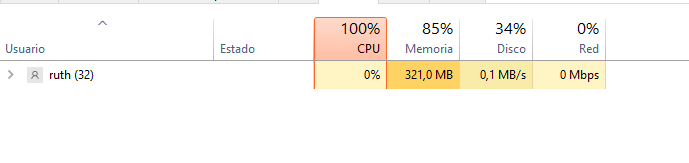 100% 85% 34% 0%
Usuario Estado CPU Memoria Disco Red
ruth (32) 0% 321,0 MB 0,1 MB/s 0 Mbps